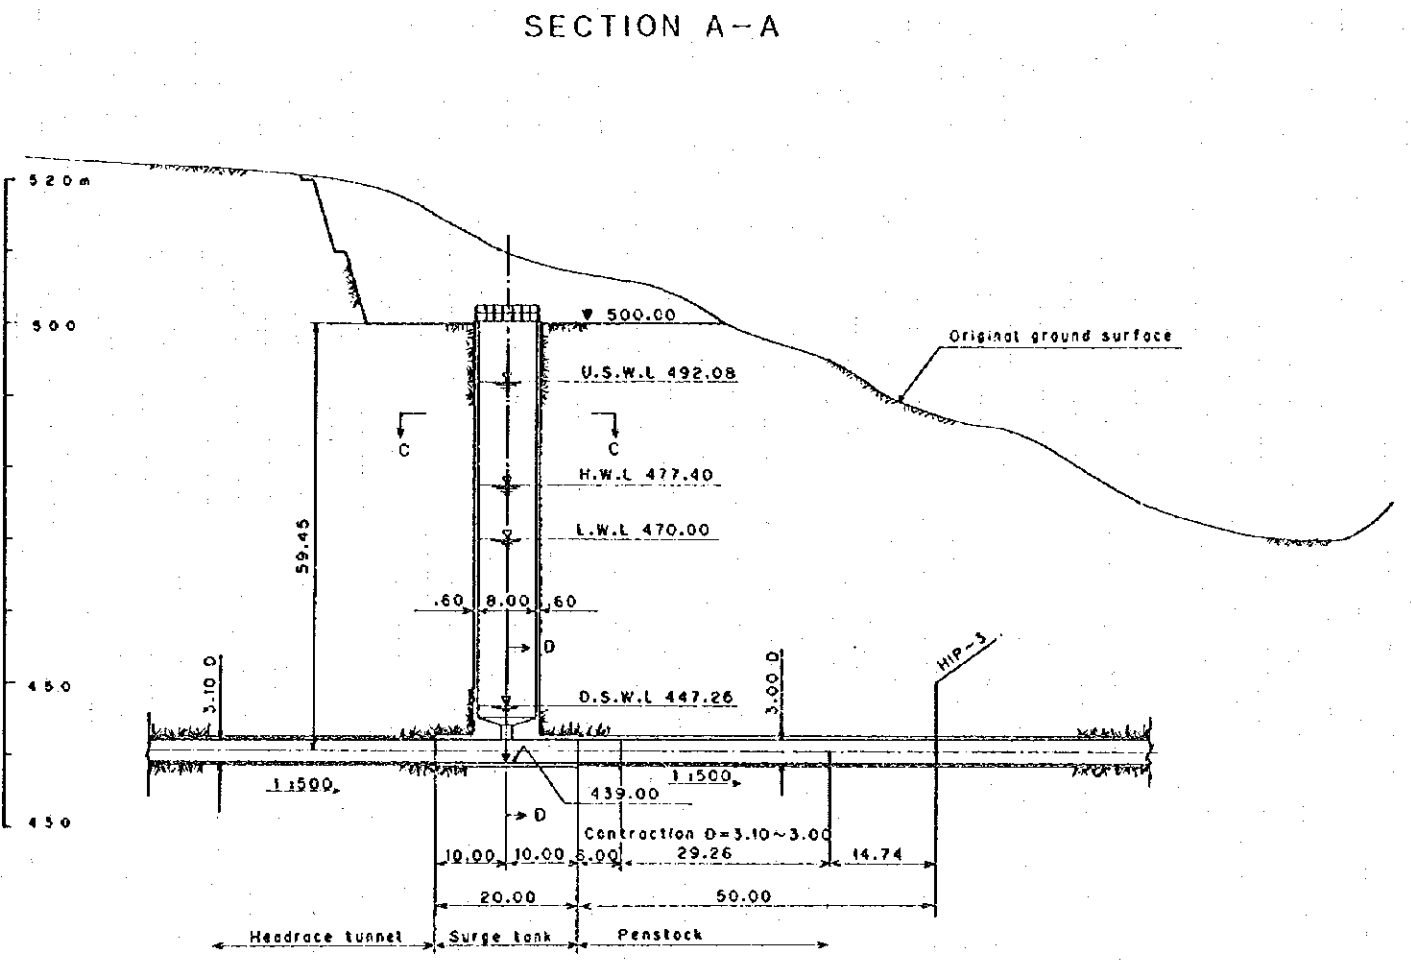 SECTION A-A
520m
500
▼ 500.00
Original ground surface
U.S.W.L 492.08
C C
H.W.L 477.40
L.W.L 470.00
59.45
.60 8.00 .60
D
HIP-3
3.10 D
3.00 D
450
D.S.W.L 447.26
1:500
1:500
439.00
430
D
Contraction D=3.10~3.00
10.00 10.00 6.00 29.26 14.74
20.00 50.00
Headrace tunnel Surge tank Penstock